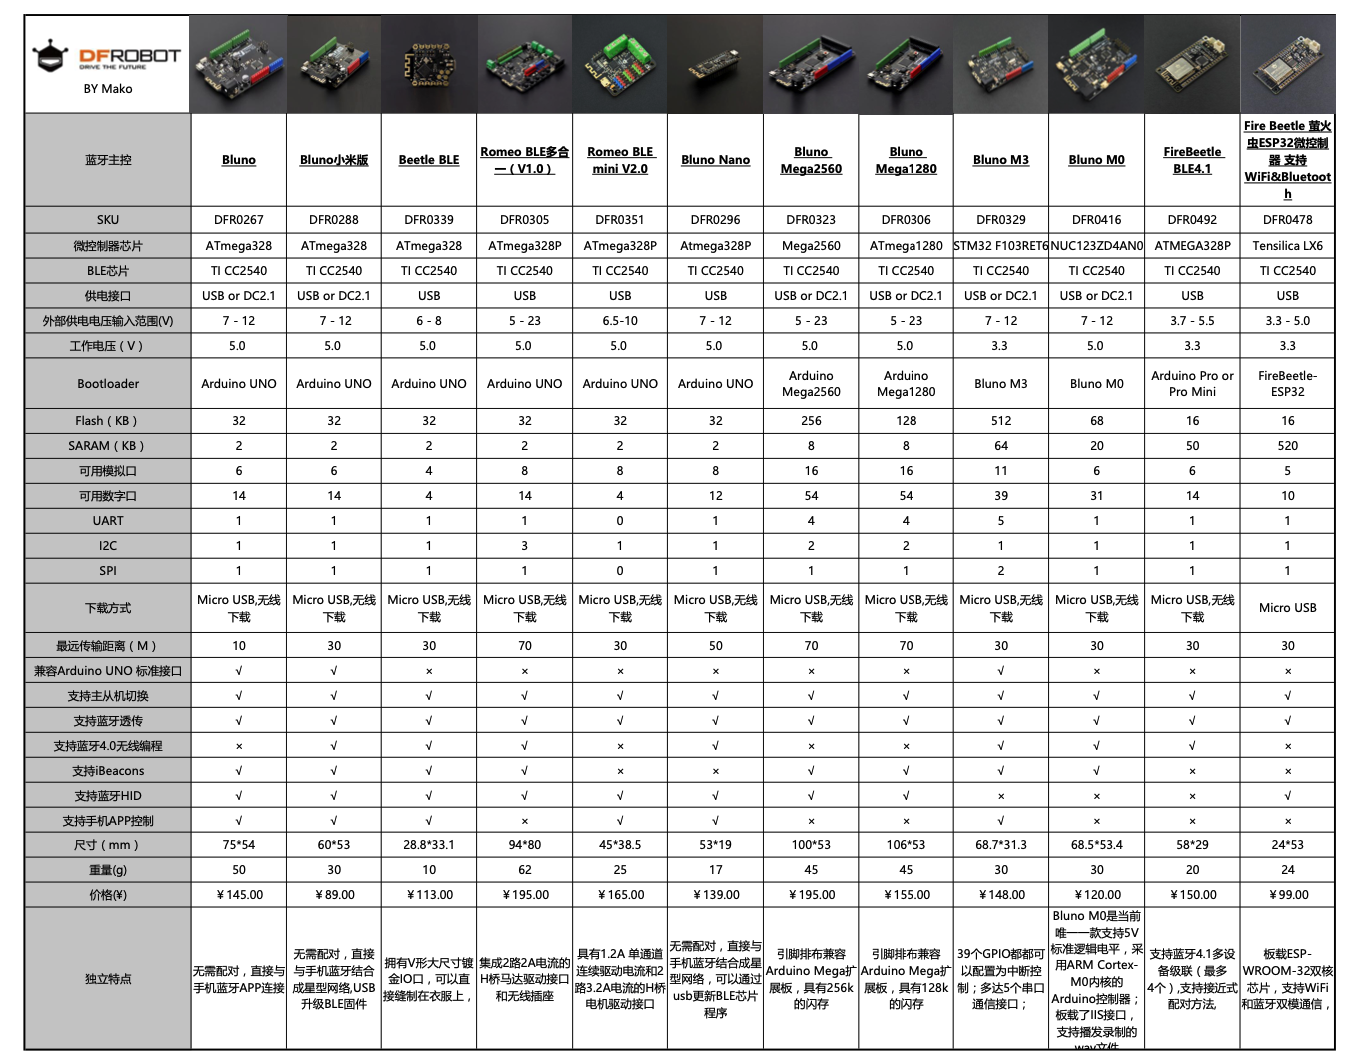 DFROBOT
DRIVE THE FUTURE
BY Mako
蓝牙主控 Bluno Bluno小米版 Beetle BLE Romeo BLE多合一（V1.0） Romeo BLE mini V2.0 Bluno Nano Bluno Mega2560 Bluno Mega1280 Bluno M3 Bluno M0 FireBeetle BLE4.1 Fire Beetle 萤火虫ESP32微控制器 支持WiFi&Bluetooth
SKU DFR0267 DFR0288 DFR0339 DFR0305 DFR0351 DFR0296 DFR0323 DFR0306 DFR0329 DFR0416 DFR0492 DFR0478
微控制器芯片 ATmega328 ATmega328 ATmega328 ATmega328P ATmega328P Atmega328P Mega2560 ATmega1280 STM32 F103RET6 NUC123ZD4AN0 ATMEGA328P Tensilica LX6
BLE芯片 TI CC2540 TI CC2540 TI CC2540 TI CC2540 TI CC2540 TI CC2540 TI CC2540 TI CC2540 TI CC2540 TI CC2540 TI CC2540 TI CC2540
供电接口 USB or DC2.1 USB or DC2.1 USB USB USB USB USB or DC2.1 USB or DC2.1 USB or DC2.1 USB or DC2.1 USB USB
外部供电电压输入范围(V) 7 - 12 7 - 12 6 - 8 5 - 23 6.5-10 7 - 12 5 - 23 5 - 23 7 - 12 7 - 12 3.7 - 5.5 3.3 - 5.0
工作电压（V） 5.0 5.0 5.0 5.0 5.0 5.0 5.0 5.0 3.3 5.0 3.3 3.3
Bootloader Arduino UNO Arduino UNO Arduino UNO Arduino UNO Arduino UNO Arduino UNO Arduino Mega2560 Arduino Mega1280 Bluno M3 Bluno M0 Arduino Pro or Pro Mini FireBeetle-ESP32
Flash（KB） 32 32 32 32 32 32 256 128 512 68 16 16
SARAM（KB） 2 2 2 2 2 2 8 8 64 20 50 520
可用模拟口 6 6 4 8 8 8 16 16 11 6 6 5
可用数字口 14 14 4 14 4 12 54 54 39 31 14 10
UART 1 1 1 1 0 1 4 4 5 1 1 1
I2C 1 1 1 3 1 1 2 2 1 1 1 1
SPI 1 1 1 1 0 1 1 1 2 1 1 1
下载方式 Micro USB,无线下载 Micro USB,无线下载 Micro USB,无线下载 Micro USB,无线下载 Micro USB,无线下载 Micro USB,无线下载 Micro USB,无线下载 Micro USB,无线下载 Micro USB,无线下载 Micro USB,无线下载 Micro USB,无线下载 Micro USB
最远传输距离（M） 10 30 30 70 30 50 70 70 30 30 30 30
兼容Arduino UNO 标准接口 √ √ × × × × × × √ × × ×
支持主从机切换 √ √ √ √ √ √ √ √ √ √ √ √
支持蓝牙透传 √ √ √ √ √ √ √ √ √ √ √ √
支持蓝牙4.0无线编程 × √ √ √ × √ × × √ √ √ ×
支持iBeacons √ √ √ √ × × √ √ √ √ × ×
支持蓝牙HID √ √ √ √ √ √ √ √ × × × √
支持手机APP控制 √ √ √ × √ √ × × √ × × ×
尺寸（mm） 75*54 60*53 28.8*33.1 94*80 45*38.5 53*19 100*53 106*53 68.7*31.3 68.5*53.4 58*29 24*53
重量(g) 50 30 10 62 25 17 45 45 30 30 20 24
价格(¥) ¥145.00 ¥89.00 ¥113.00 ¥195.00 ¥165.00 ¥139.00 ¥195.00 ¥155.00 ¥148.00 ¥120.00 ¥150.00 ¥99.00
独立特点
无需配对，直接与
手机蓝牙APP连接
无需配对，直接
与手机蓝牙结合
成星型网络,USB
升级BLE固件
拥有V形大尺寸镀
金IO口，可以直
接缝制在衣服上，
集成2路2A电流的
H桥马达驱动接口
和无线插座
具有1.2A 单通道
连续驱动电流和2
路3.2A电流的H桥
电机驱动接口
无需配对，直接与
手机蓝牙结合成星
型网络，可以通过
usb更新BLE芯片
程序
引脚排布兼容
Arduino Mega扩
展板，具有256k
的闪存
引脚排布兼容
Arduino Mega扩
展板，具有128k
的闪存
39个GPIO都都可
以配置为中断控
制；多达5个串口
通信接口；
Bluno M0是当前
唯一一款支持5V
标准逻辑电平，采
用ARM Cortex-
M0内核的
Arduino控制器；
板载了IIS接口，
支持播发录制的
wav文件
支持蓝牙4.1多设
备级联（最多
4个）,支持接近式
配对方法,
板载ESP-
WROOM-32双核
芯片，支持WiFi
和蓝牙双模通信，